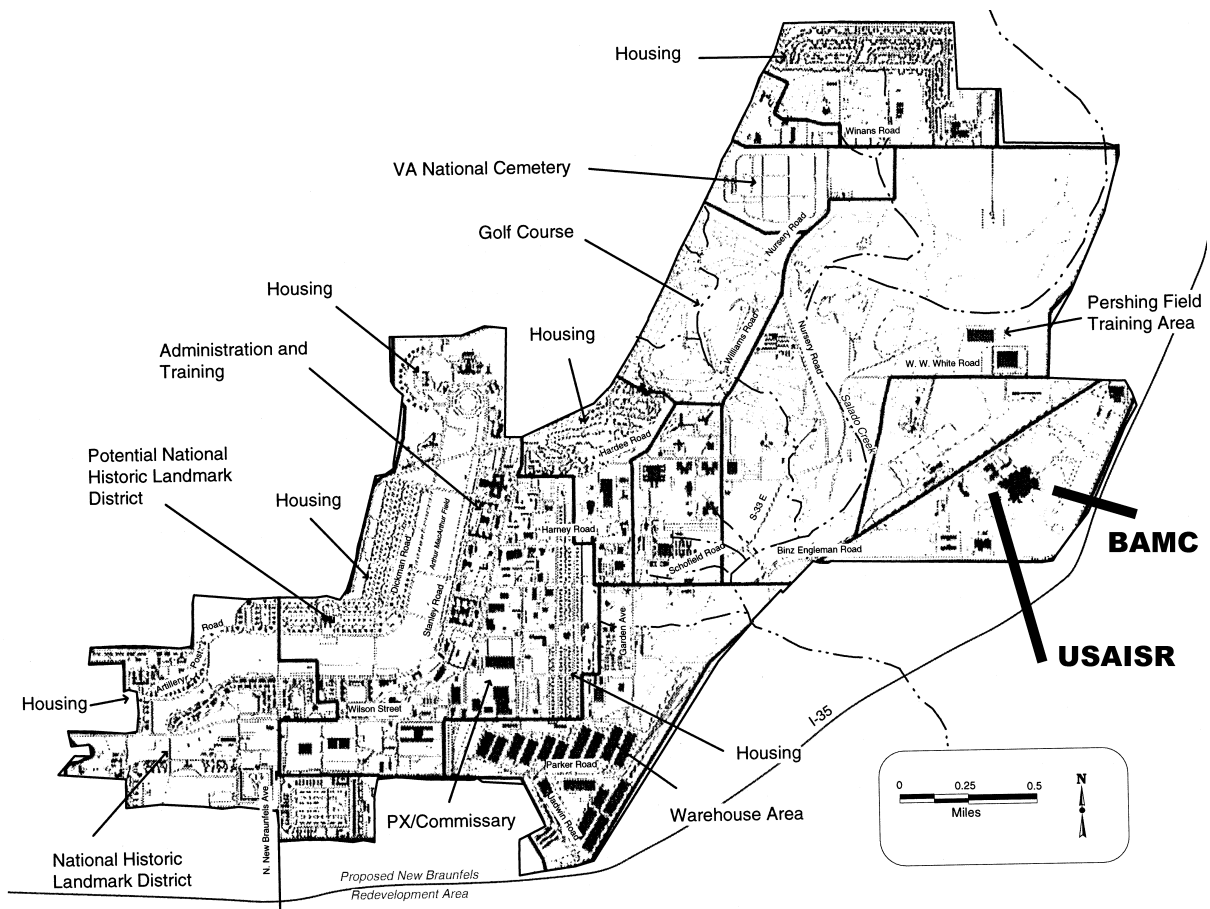 Housing
Winans Road
VA National Cemetery
Nursery Road
Golf Course
Housing
Housing
Pershing Field
Training Area
Administration and
Training
Williams Road
Nursery Road
W. W. White Road
Salado Creek
Potential National
Historic Landmark
District
Hardee Road
Housing
S-33 E
Harney Road
Dickman Road
Arthur MacArthur Field
Schofield Road
Binz Engleman Road
BAMC
Stanley Road
Garden Ave
USAISR
Artillery Post
Road
Housing
Wilson Street
I-35
Housing
Parker Road
PX/Commissary
Warehouse Area
N. New Braunfels Ave
National Historic
Landmark District
Proposed New Braunfels
Redevelopment Area
0 0.25 0.5
Miles
N